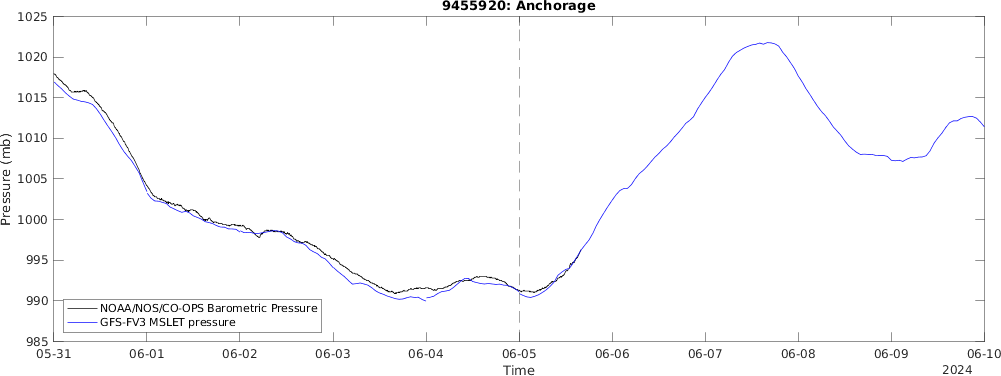 9455920: Anchorage
Pressure (mb)
1025
1020
1015
1010
1005
1000
995
990
985
NOAA/NOS/CO-OPS Barometric Pressure
GFS-FV3 MSLET pressure
05-31 06-01 06-02 06-03 06-04 06-05 06-06 06-07 06-08 06-09 06-10
Time
2024